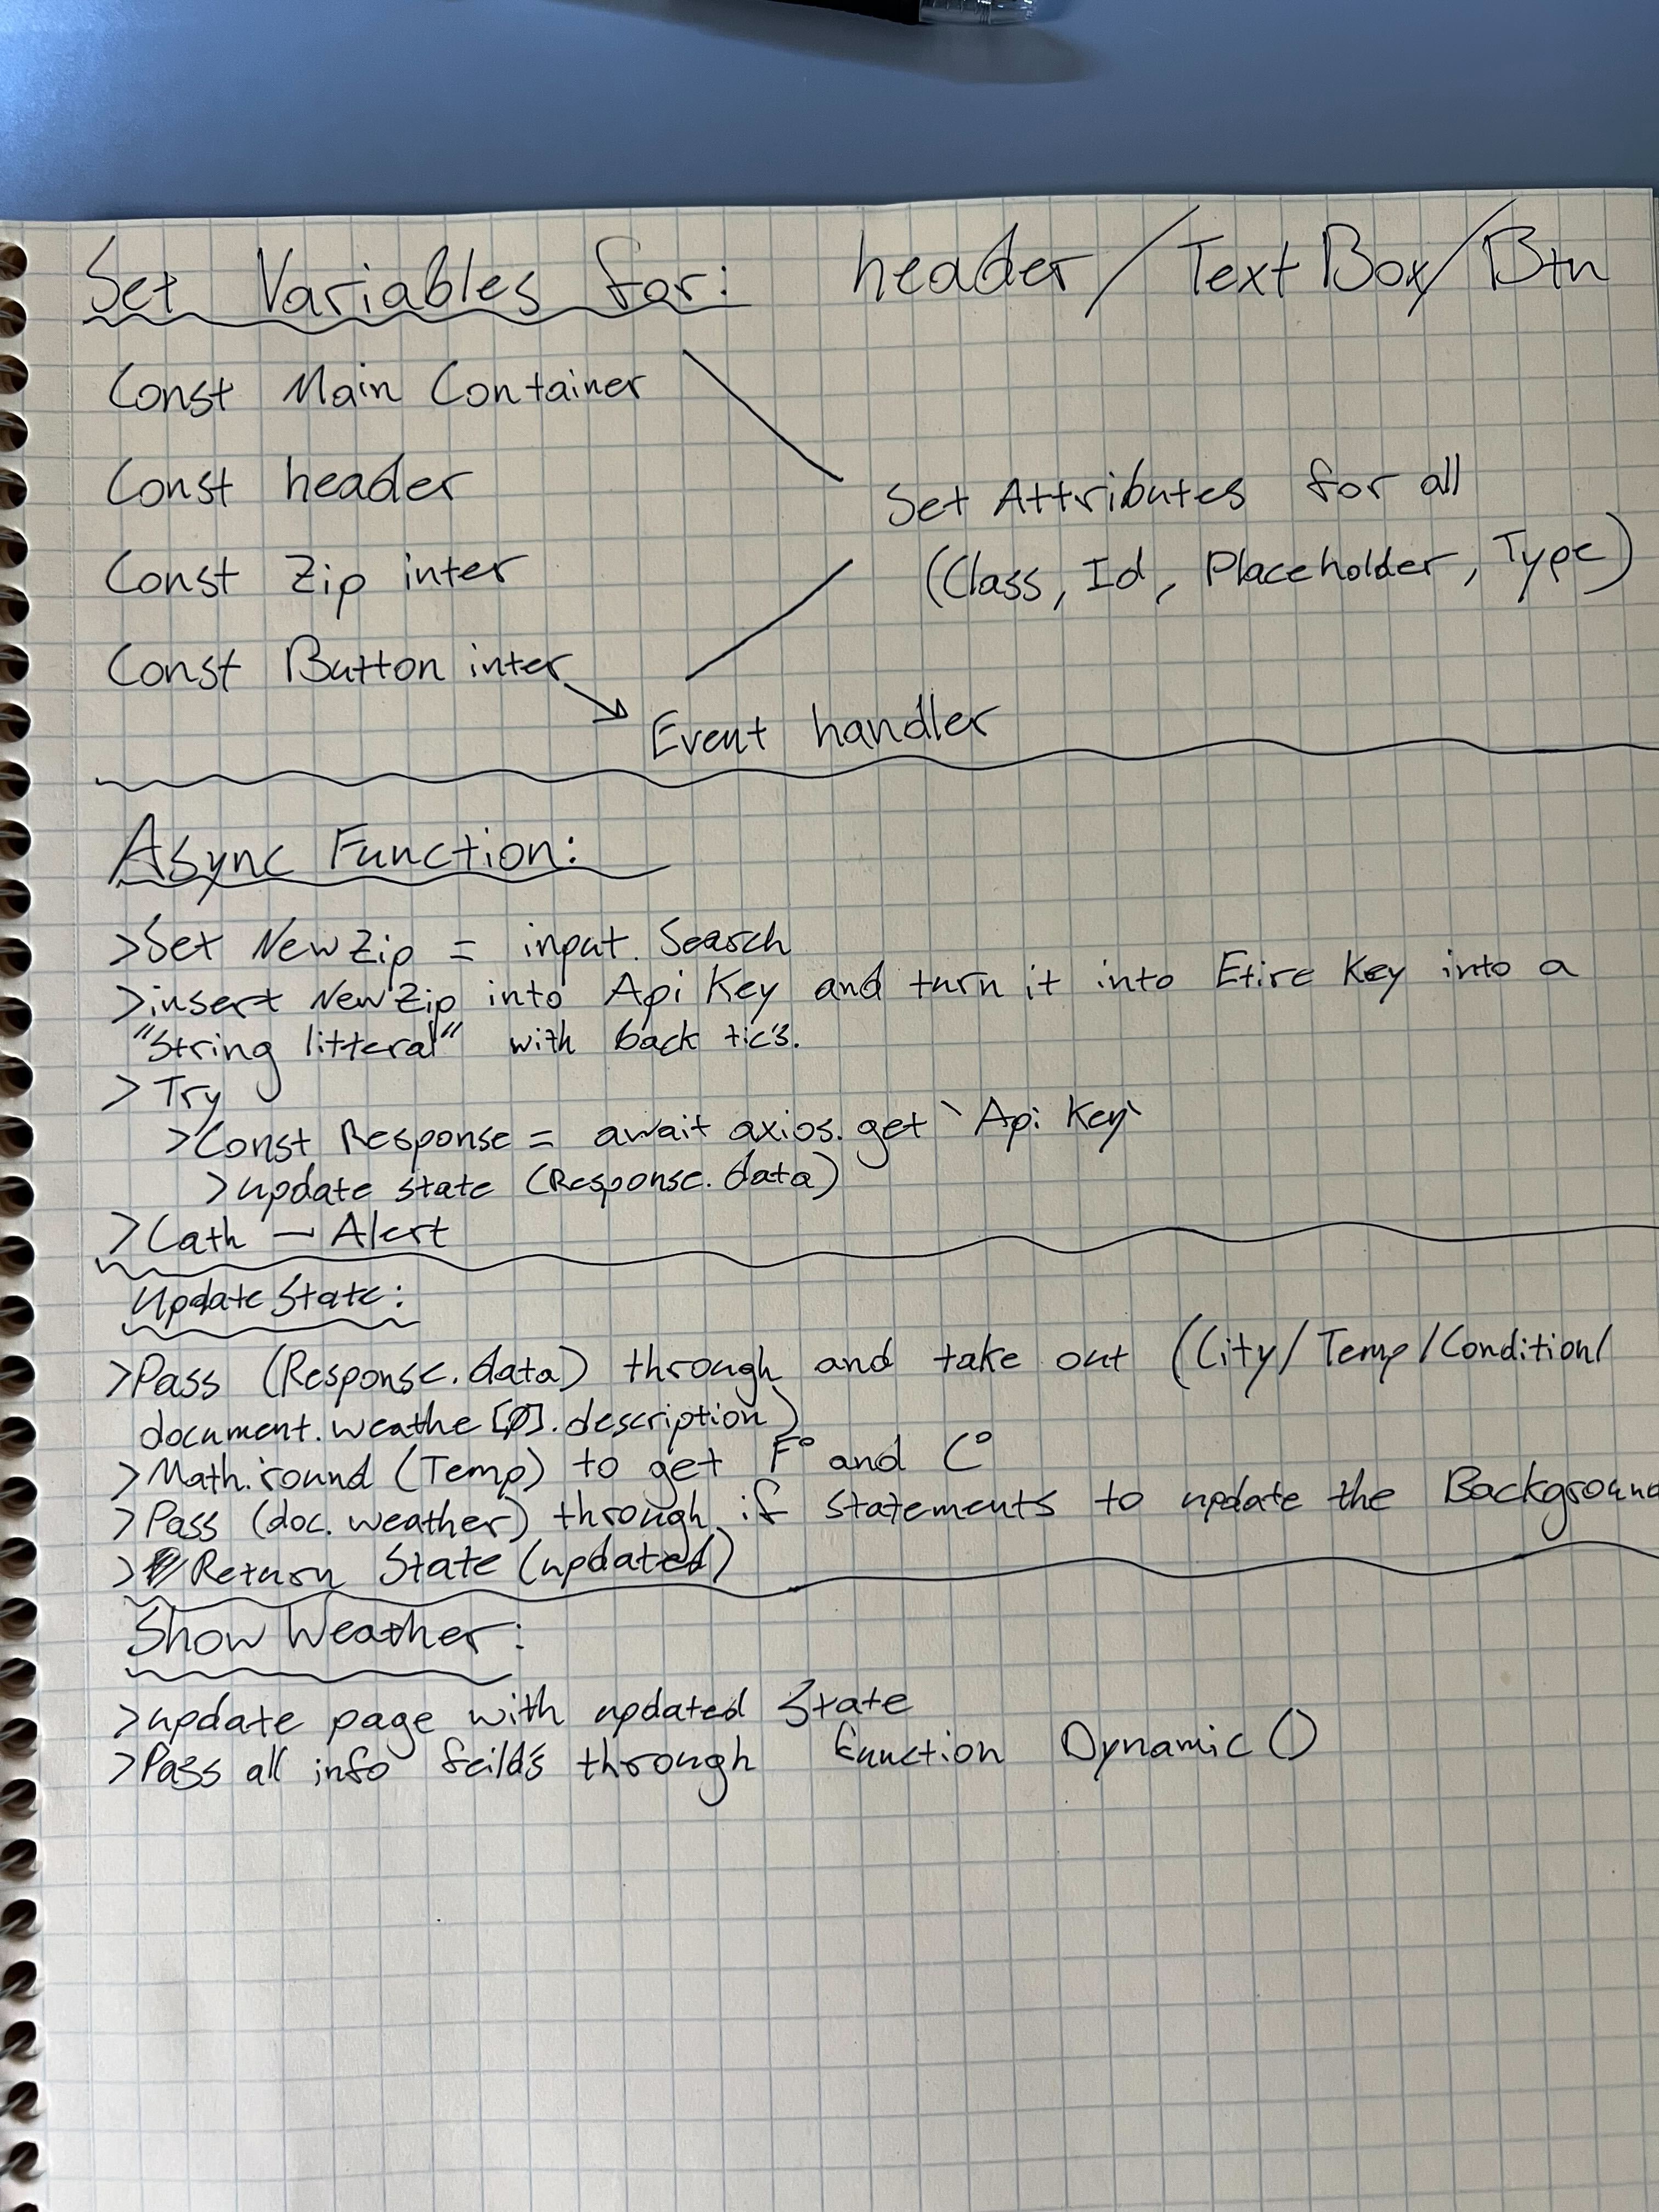 Set Variables for: header/Text Box/Btn
Const Main Container
Const header
Set Attributes for all
Const Zip inter
(Class, Id, Placeholder, Type)
Const Button inter
Event handler
Async Function:
>Set NewZip = input.Search
>insert NewZip into Api Key and turn it into Etire Key into a
"String litteral" with back tic's.
> Try
>Const Response = await axios.get `Api Key`
>update state (Response.data)
>Cath — Alert
Update State:
>Pass (Response.data) through and take out (City/Temp/Condition/
document.weathe[0].description)
>Math.round (Temp) to get F° and C°
>Pass (doc.weather) through if statements to update the Background
>Return State (updated)
Show Weather:
>update page with updated State
>Pass all info feild's through function Dynamic()